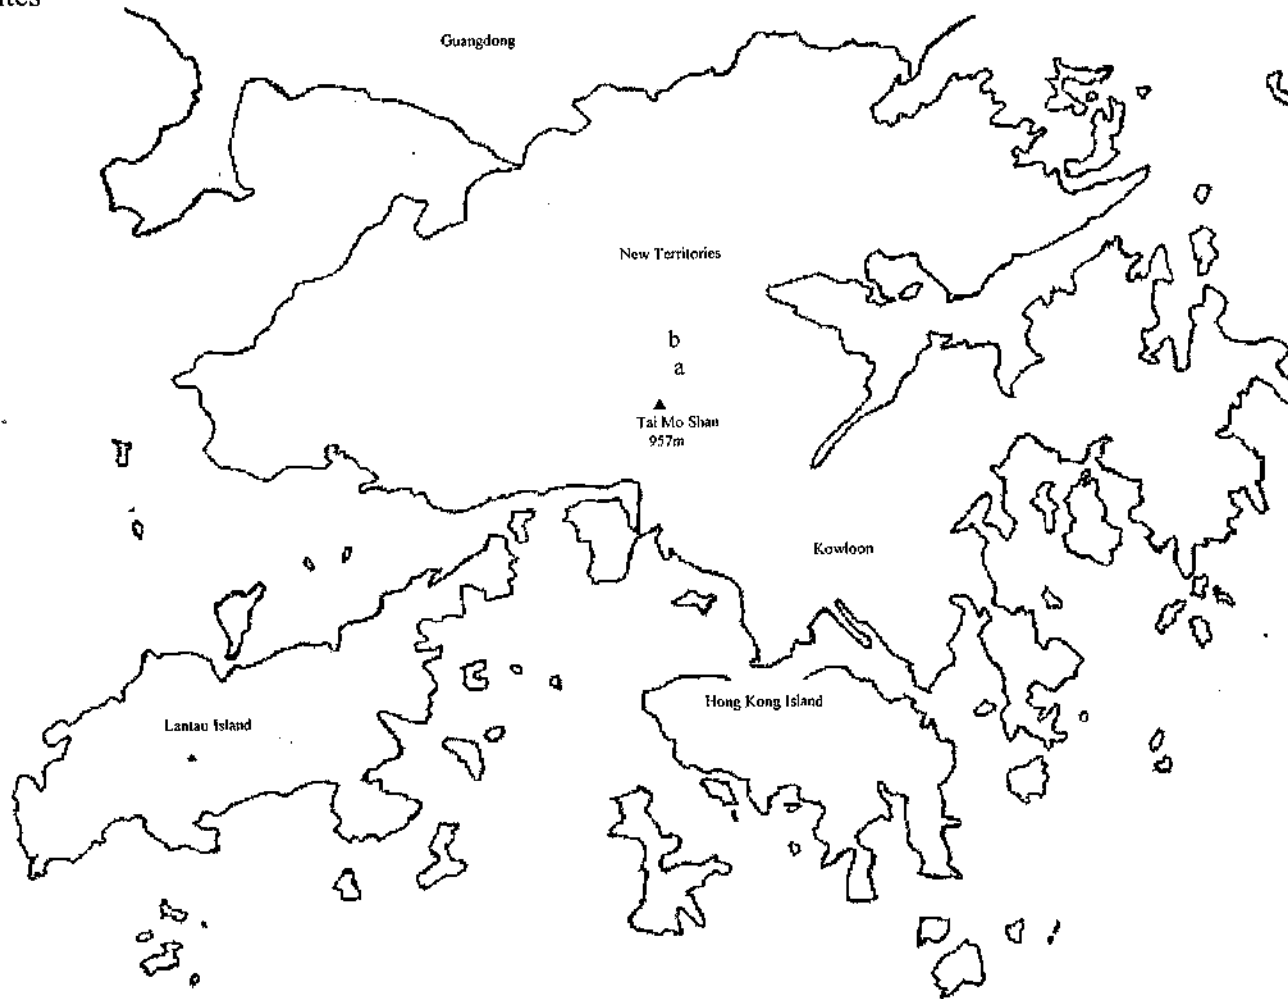 Guangdong
New Territories
b
a
Tai Mo Shan
957m
Kowloon
Hong Kong Island
Lantau Island